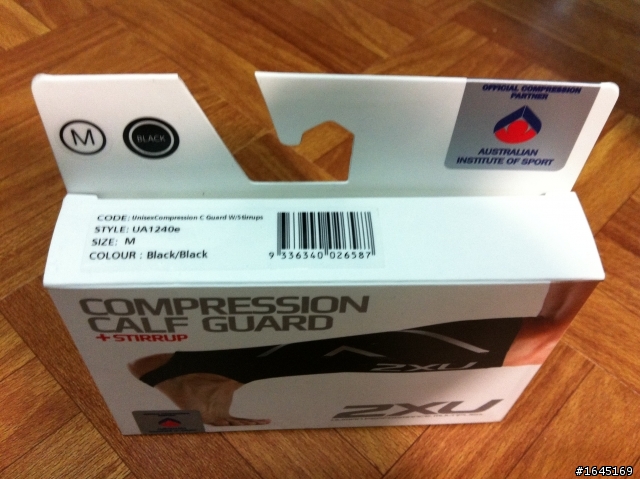 OFFICIAL COMPRESSION
PARTNER
M
BLACK
AUSTRALIAN
INSTITUTE OF SPORT
CODE: UnisexCompression C Guard W/Stirrups
STYLE: UA1240e
SIZE: M
COLOUR : Black/Black
9 336340 026587
COMPRESSION
CALF GUARD
+STIRRUP
2XU
2XU
#1645169